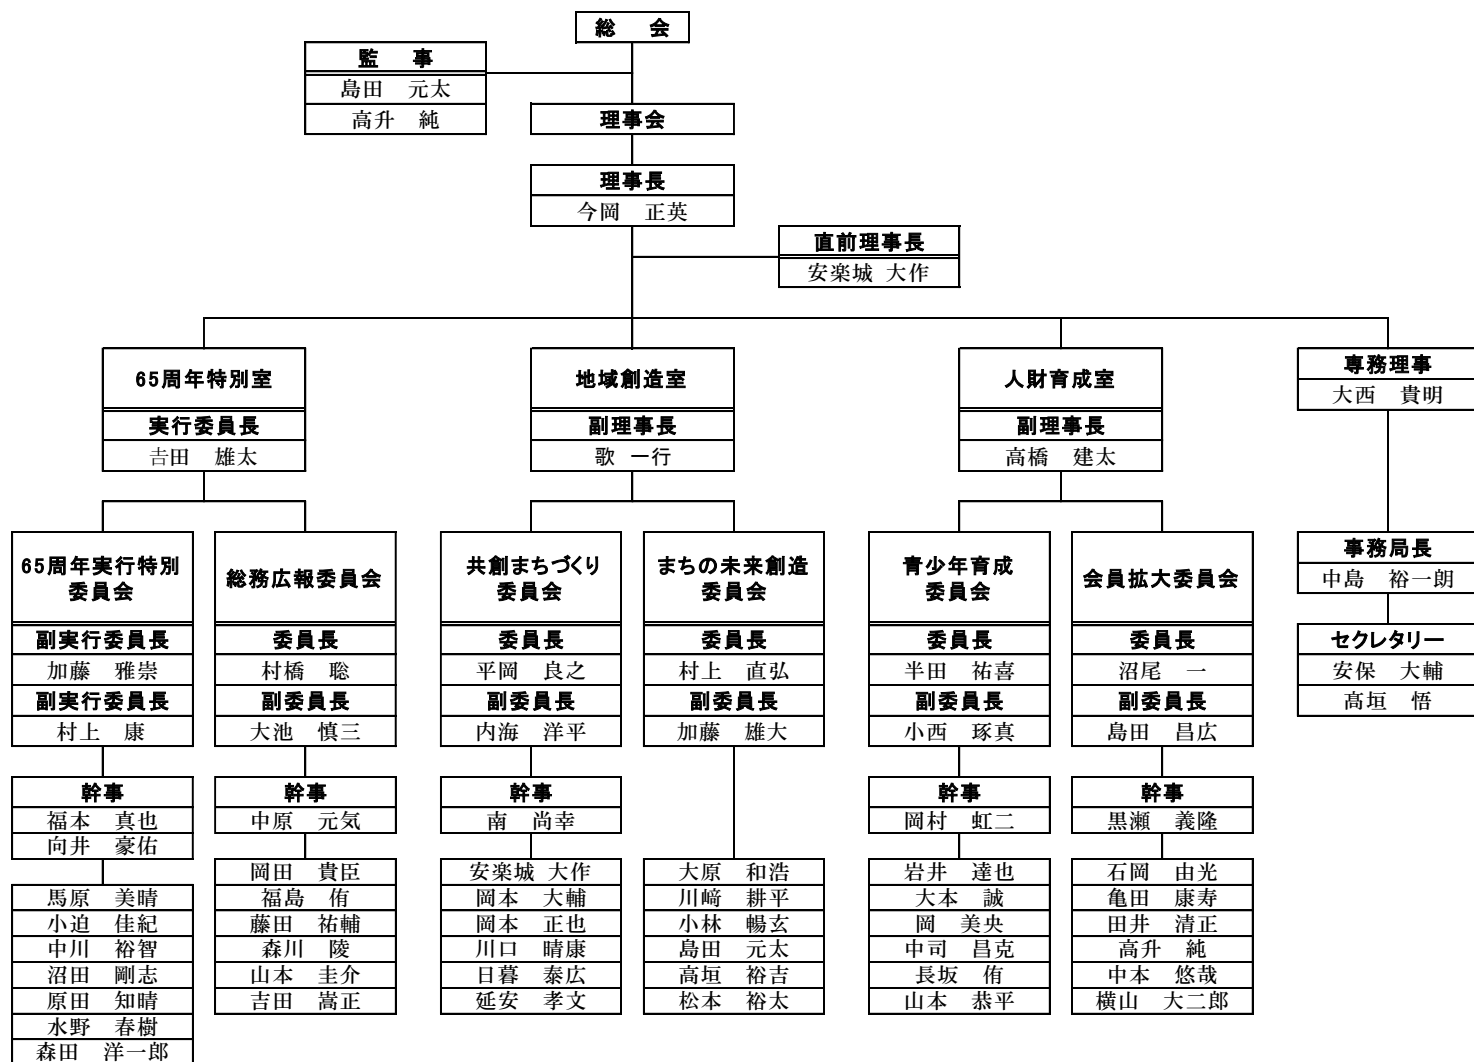 総　会
監　事
島田　元太
高升　純
理事会
理事長
今岡　正英
直前理事長
安楽城 大作
65周年特別室
実行委員長
𠮷田　雄太
地域創造室
副理事長
歌 一行
人財育成室
副理事長
高橋　建太
専務理事
大西　貴明
事務局長
中島　裕一朗
セクレタリー
安保　大輔
高垣　悟
65周年実行特別
委員会
副実行委員長
加藤　雅崇
副実行委員長
村上　康
幹事
福本　真也
向井　豪佑
馬原　美晴
小迫　佳紀
中川　裕智
沼田　剛志
原田　知晴
水野　春樹
森田　洋一郎
総務広報委員会
委員長
村橋　聡
副委員長
大池　慎三
幹事
中原　元気
岡田　貴臣
福島　侑
藤田　祐輔
森川　陵
山本　圭介
吉田　嵩正
共創まちづくり
委員会
委員長
平岡　良之
副委員長
内海　洋平
幹事
南　尚幸
安楽城 大作
岡本　大輔
岡本　正也
川口　晴康
日暮　泰広
延安　孝文
まちの未来創造
委員会
委員長
村上　直弘
副委員長
加藤　雄大
大原　和浩
川﨑　耕平
小林　暢玄
島田　元太
高垣　裕吉
松本　裕太
青少年育成
委員会
委員長
半田　祐喜
副委員長
小西　琢真
幹事
岡村　虹二
岩井　達也
大本　誠
岡　美央
中司　昌克
長坂　侑
山本　恭平
会員拡大委員会
委員長
沼尾　一
副委員長
島田　昌広
幹事
黒瀬　義隆
石岡　由光
亀田　康寿
田井　清正
高升　純
中本　悠哉
横山　大二郎